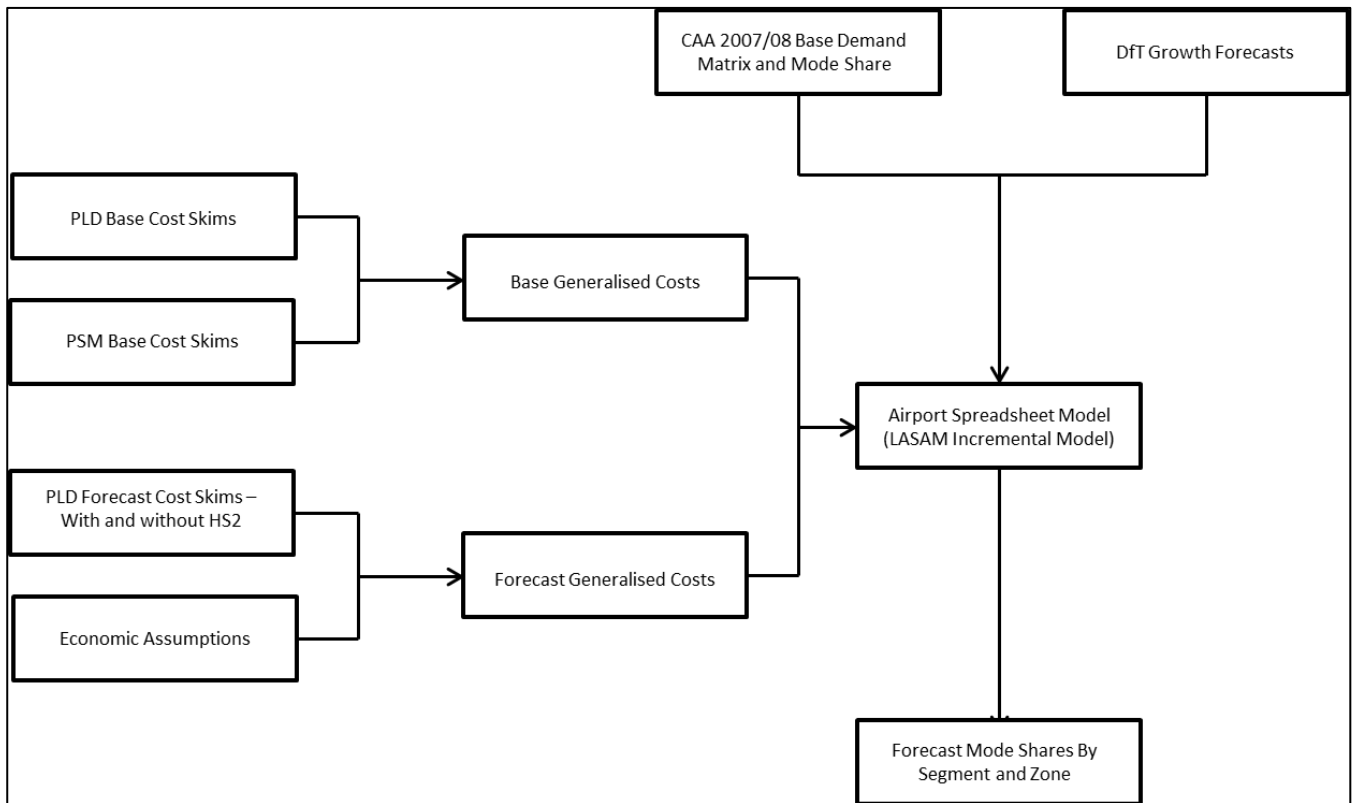 CAA 2007/08 Base Demand
Matrix and Mode Share
DfT Growth Forecasts
PLD Base Cost Skims
PSM Base Cost Skims
Base Generalised Costs
Airport Spreadsheet Model
(LASAM Incremental Model)
PLD Forecast Cost Skims –
With and without HS2
Forecast Generalised Costs
Economic Assumptions
Forecast Mode Shares By
Segment and Zone